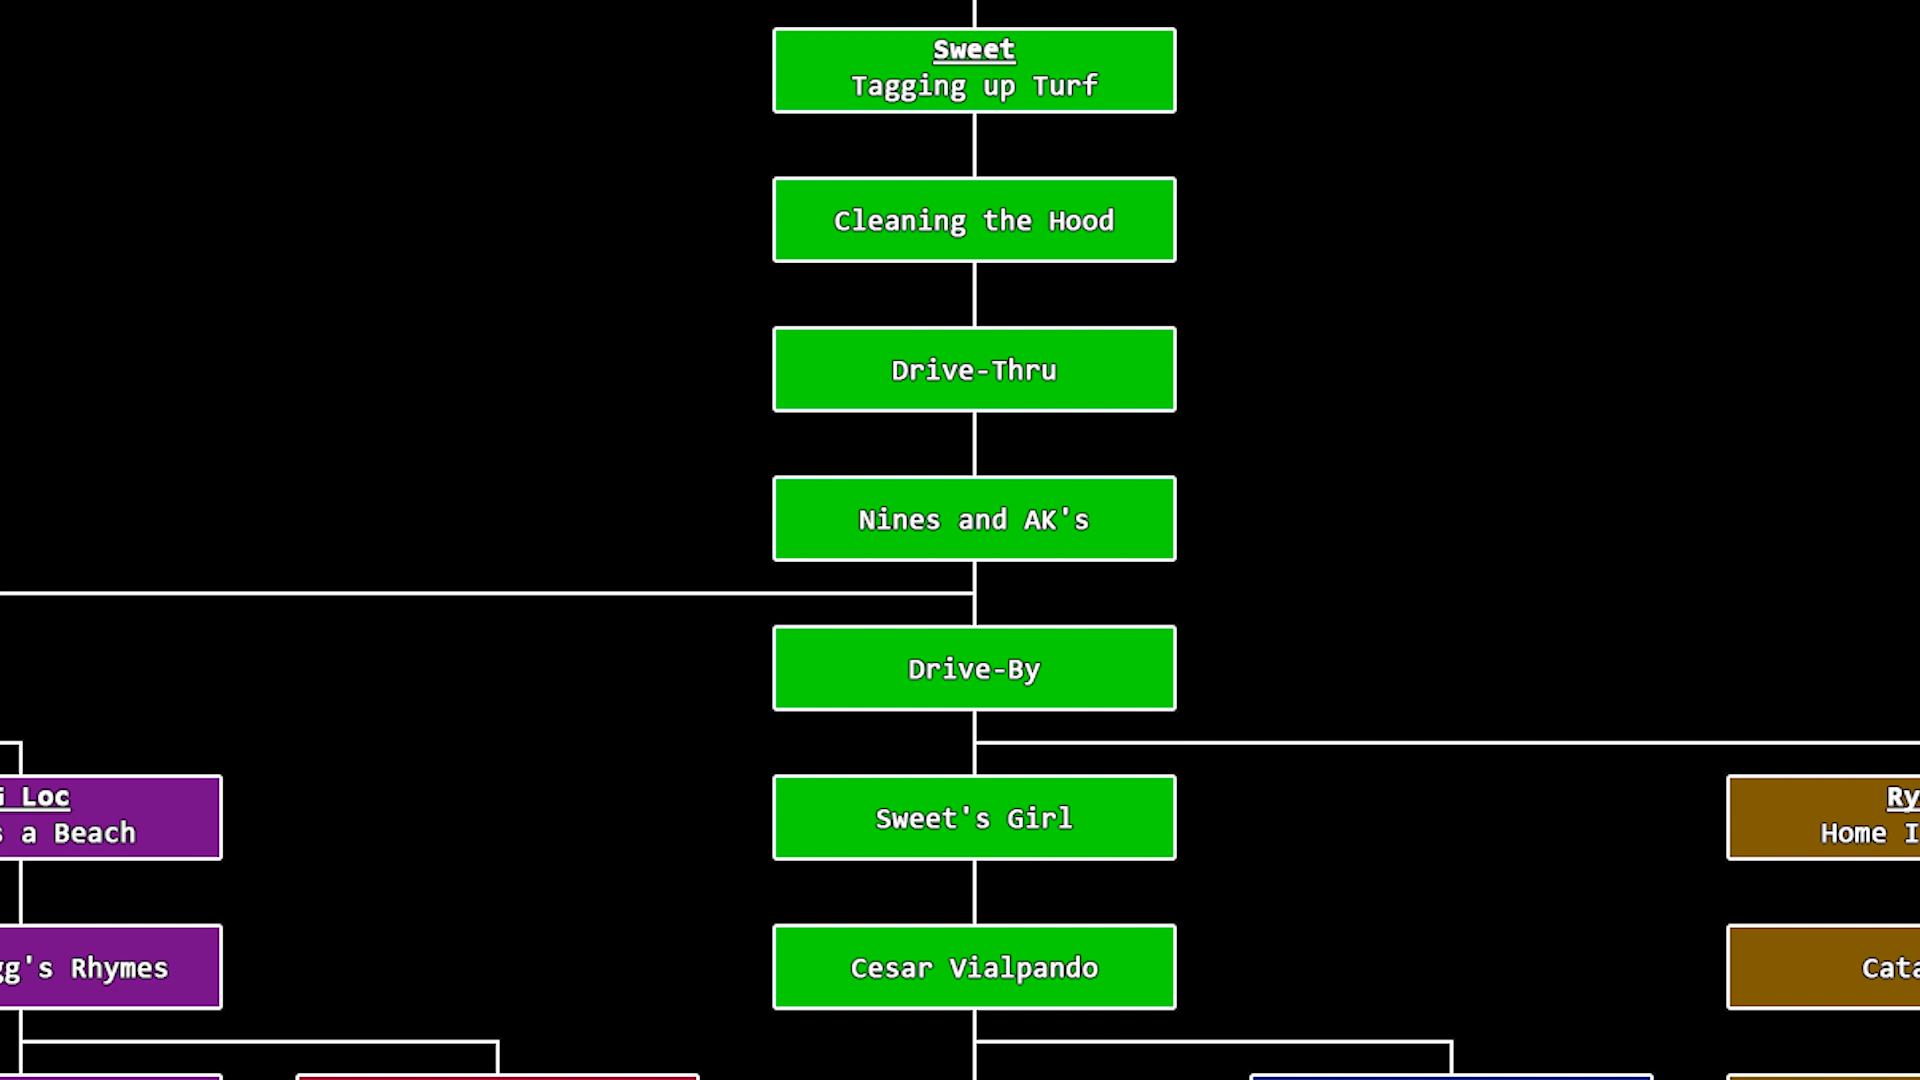 Sweet
Tagging up Turf
Cleaning the Hood
Drive-Thru
Nines and AK's
Drive-By
Loc
a Beach
Sweet's Girl
Home
Rhymes
Cesar Vialpando